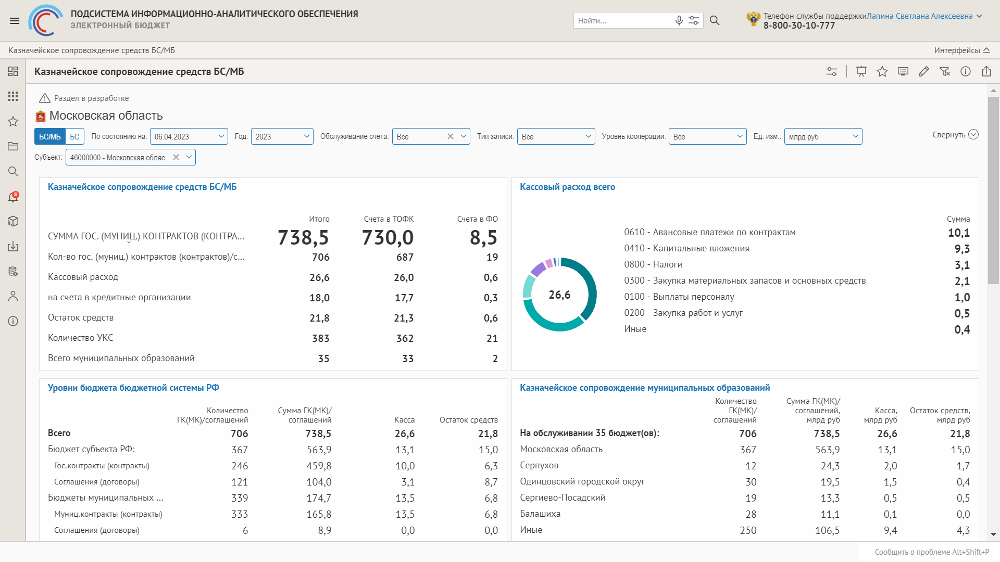 ПОДСИСТЕМА ИНФОРМАЦИОННО-АНАЛИТИЧЕСКОГО ОБЕСПЕЧЕНИЯ
ЭЛЕКТРОННЫЙ БЮДЖЕТ
Найти...
Телефон службы поддержки
8-800-30-10-777
Лапина Светлана Алексеевна
Казначейское сопровождение средств БС/МБ
Интерфейсы
Казначейское сопровождение средств БС/МБ
8
Раздел в разработке
Московская область
БС/МБ БС По состоянию на: 06.04.2023 Год: 2023 Обслуживание счета: Все Тип записи: Все Уровнь кооперации: Все Ед. изм.: млрд руб
Свернуть
Субъект: 46000000 - Московская облас
Казначейское сопровождение средств БС/МБ
Итого Счета в ТОФК Счета в ФО
СУММА ГОС. (МУНИЦ.) КОНТРАКТОВ (КОНТРА... 738,5 730,0 8,5
Кол-во гос. (муниц.) контрактов (контрактов)/с... 706 687 19
Кассовый расход 26,6 26,0 0,6
на счета в кредитные организации 18,0 17,7 0,3
Остаток средств 21,8 21,3 0,6
Количество УКС 383 362 21
Всего муниципальных образований 35 33 2
Кассовый расход всего
Сумма
26,6
0610 - Авансовые платежи по контрактам 10,1
0410 - Капитальные вложения 9,3
0800 - Налоги 3,1
0300 - Закупка материальных запасов и основных средств 2,1
0100 - Выплаты персоналу 1,0
0200 - Закупка работ и услуг 0,5
Иные 0,4
Уровни бюджета бюджетной системы РФ
Количество Сумма ГК(МК)/
ГК(МК)/соглашений соглашений Касса Остаток средств
Всего 706 738,5 26,6 21,8
Бюджет субъекта РФ: 367 563,9 13,1 15,0
Гос.контракты (контракты) 246 459,8 10,0 6,3
Соглашения (договоры) 121 104,0 3,1 8,7
Бюджеты муниципальных ... 339 174,7 13,5 6,8
Муниц.контракты (контракты) 333 165,8 13,5 6,8
Соглашения (договоры) 6 8,9 0,0 0,0
Казначейское сопровождение муниципальных образований
Количество Сумма ГК(МК)/
ГК(МК)/ соглашений, Касса, Остаток средств,
соглашений млрд руб млрд руб млрд руб
На обслуживании 35 бюджет(ов): 706 738,5 26,6 21,8
Московская область 367 563,9 13,1 15,0
Серпухов 12 24,3 2,0 1,7
Одинцовский городской округ 30 19,5 1,5 0,4
Сергиево-Посадский 19 13,3 0,5 0,5
Балашиха 28 11,1 0,1 0,0
Иные 250 106,5 9,4 4,3
Сообщить о проблеме Alt+Shift+P